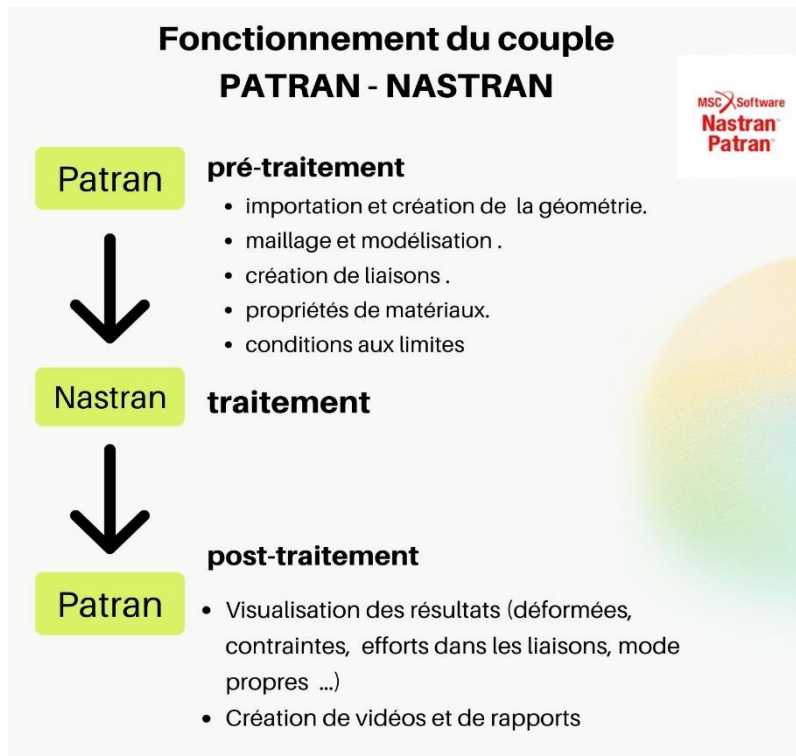 Fonctionnement du couple
PATRAN - NASTRAN
MSC Software
Nastran™
Patran™
Patran
pré-traitement
• importation et création de la géométrie.
• maillage et modélisation .
• création de liaisons .
• propriétés de matériaux.
• conditions aux limites
Nastran
traitement
post-traitement
Patran
• Visualisation des résultats (déformées,
contraintes, efforts dans les liaisons, mode
propres ...)
• Création de vidéos et de rapports